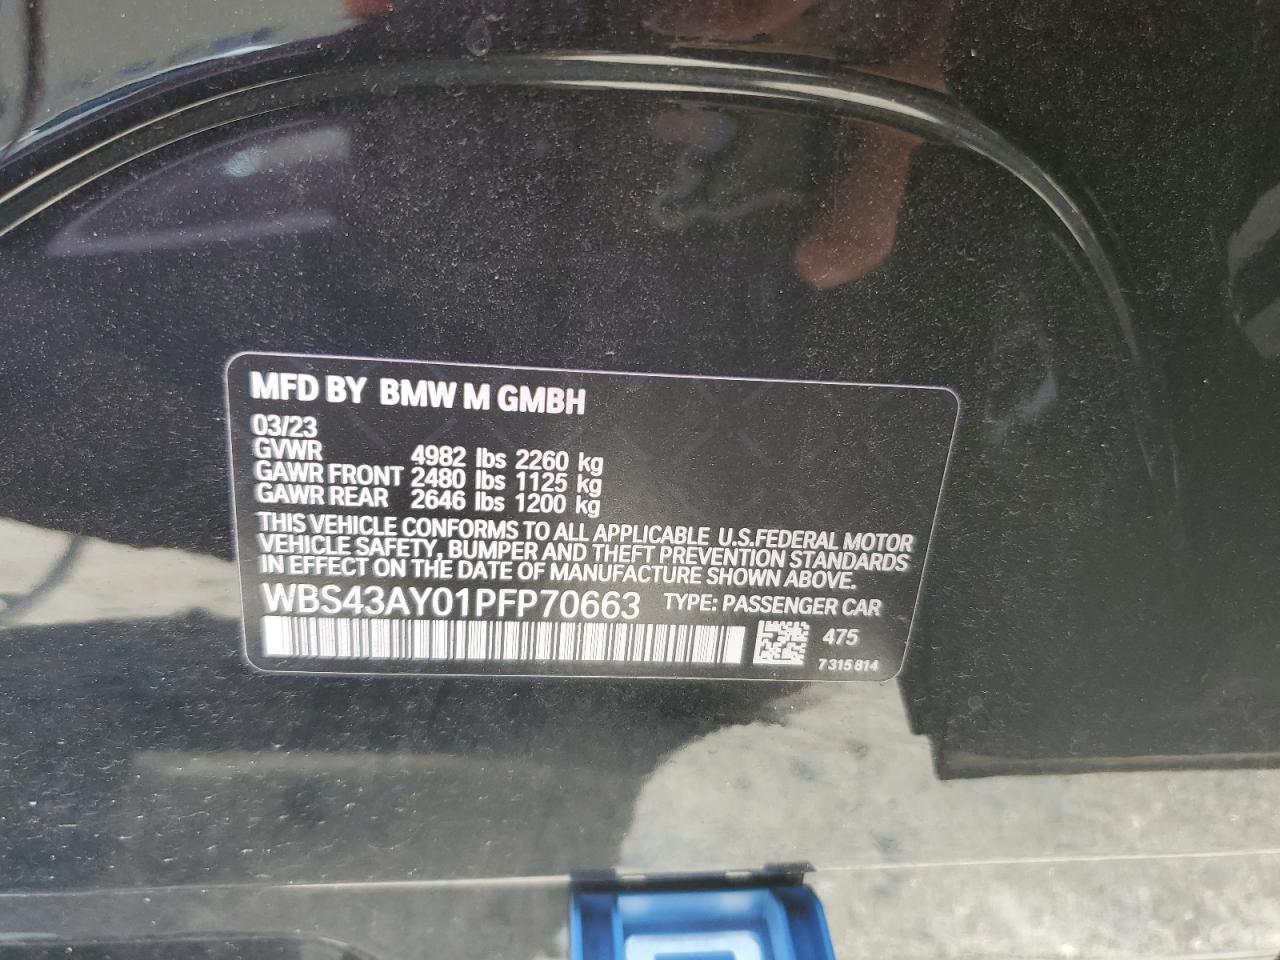 MFD BY BMW M GMBH
03/23
GVWR 4982 lbs 2260 kg
GAWR FRONT 2480 lbs 1125 kg
GAWR REAR 2646 lbs 1200 kg
THIS VEHICLE CONFORMS TO ALL APPLICABLE U.S.FEDERAL MOTOR
VEHICLE SAFETY, BUMPER AND THEFT PREVENTION STANDARDS
IN EFFECT ON THE DATE OF MANUFACTURE SHOWN ABOVE.
WBS43AY01PFP70663 TYPE: PASSENGER CAR
475
7 315 814